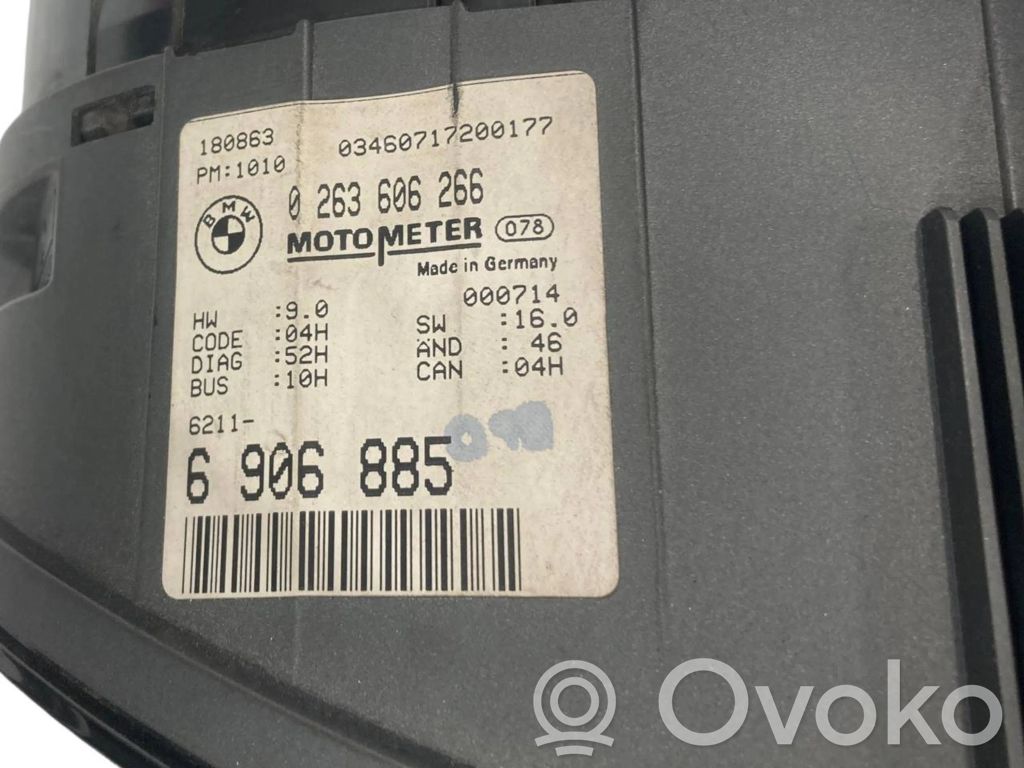 180863 03460717200177
PM:1010
0 263 606 266
BMW
MOTOMETER 078
Made in Germany
000714
HW :9.0 SW :16.0
CODE :04H ÄND : 46
DIAG :52H CAN :04H
BUS :10H
6211-
6 906 885
Ovoko